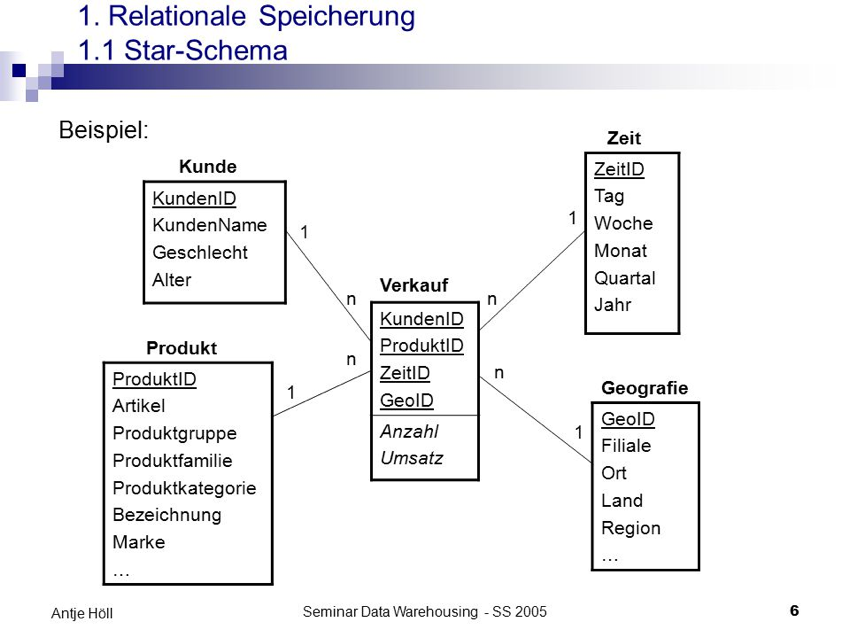 1. Relationale Speicherung
1.1 Star-Schema
Beispiel:
Kunde
KundenID
KundenName
Geschlecht
Alter
1
n
Zeit
ZeitID
Tag
Woche
Monat
Quartal
Jahr
1
n
Verkauf
KundenID
ProduktID
ZeitID
GeoID
Anzahl
Umsatz
Produkt
ProduktID
Artikel
Produktgruppe
Produktfamilie
Produktkategorie
Bezeichnung
Marke
...
1
n
Geografie
GeoID
Filiale
Ort
Land
Region
...
1
n
Antje Höll
Seminar Data Warehousing - SS 2005
6